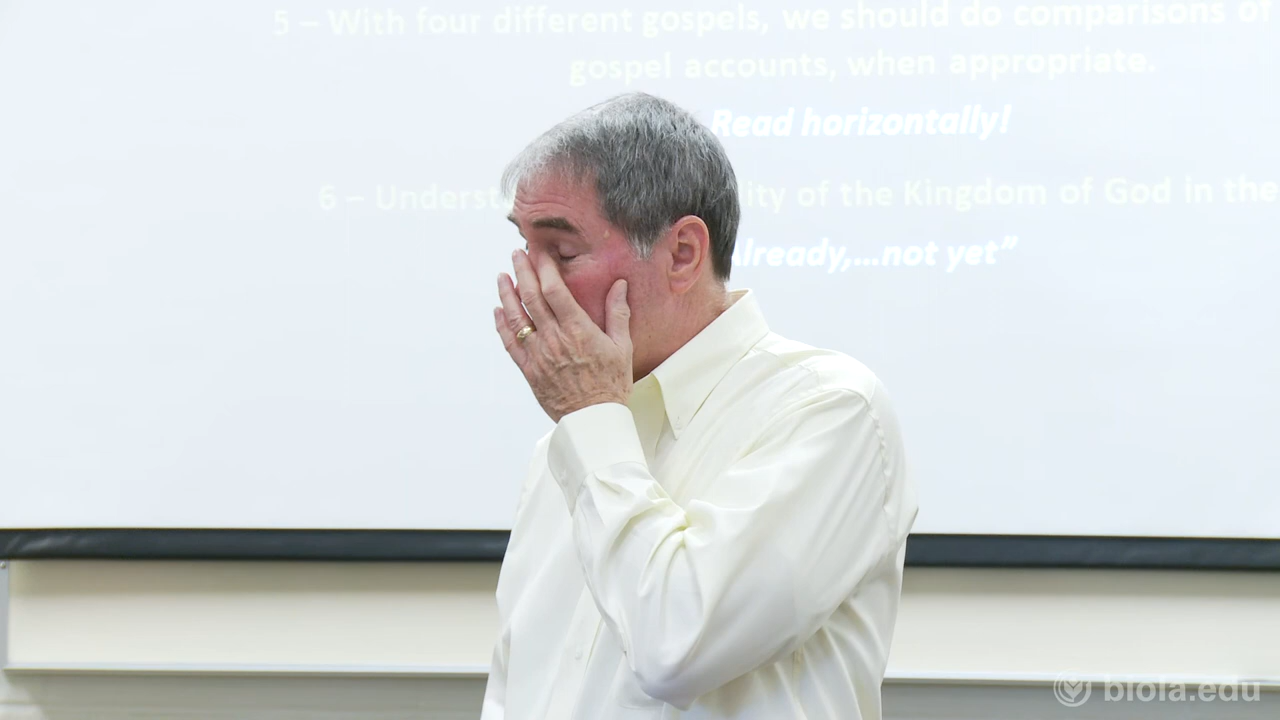 5 – With four different gospels, we should do comparisons of
gospel accounts, when appropriate.
Read horizontally!
6 – Underst lity of the Kingdom of God in the
lready,...not yet”
biola.edu